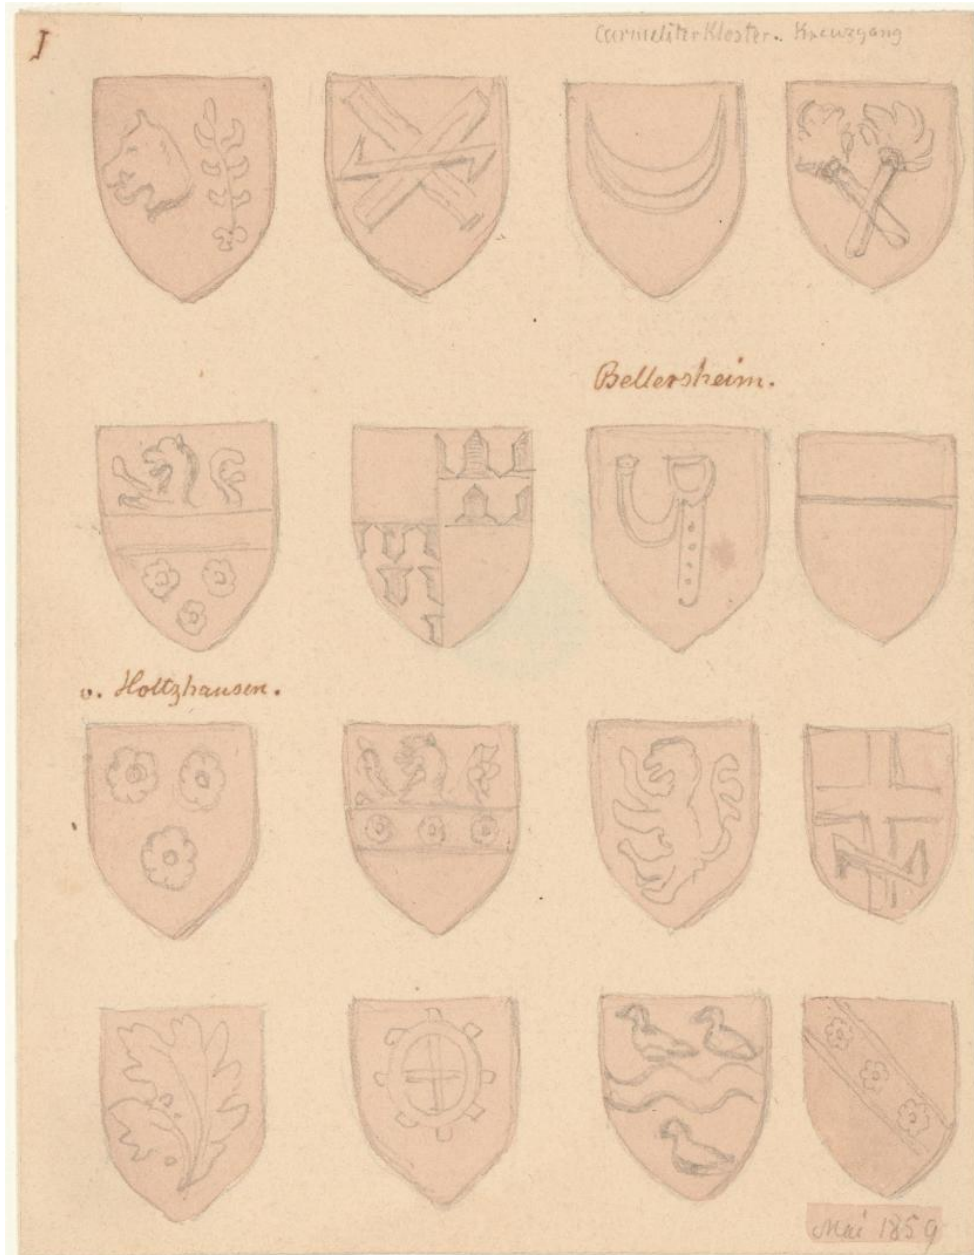 I
Carmeliter Kloster. Kreuzgang
Bellersheim.
v. Holtzhausen.
Mai 1859